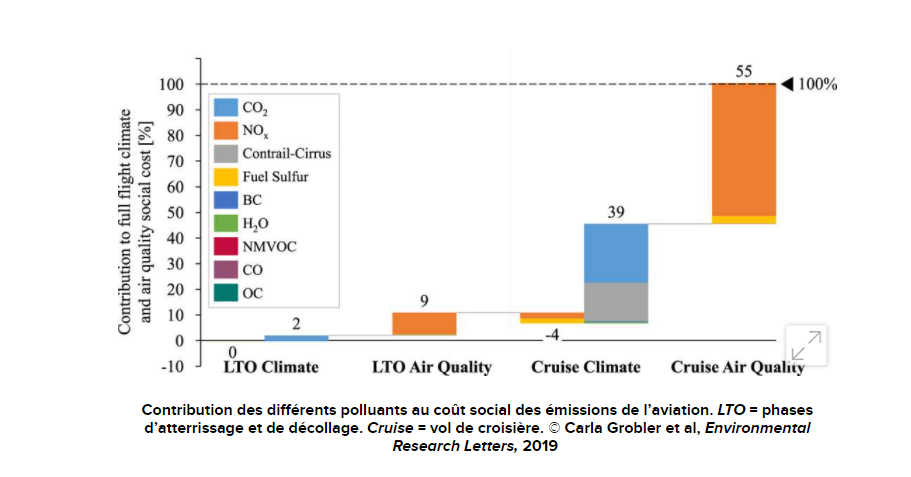 Contribution to full flight climate
and air quality social cost [%]
100
90
80
70
60
50
40
30
20
10
0
-10
CO₂
NOₓ
Contrail-Cirrus
Fuel Sulfur
BC
H₂O
NMVOC
CO
OC
0
2
9
-4
39
55
100%
LTO Climate
LTO Air Quality
Cruise Climate
Cruise Air Quality
Contribution des différents polluants au coût social des émissions de l’aviation. LTO = phases
d’atterrissage et de décollage. Cruise = vol de croisière. © Carla Grobler et al, Environmental
Research Letters, 2019